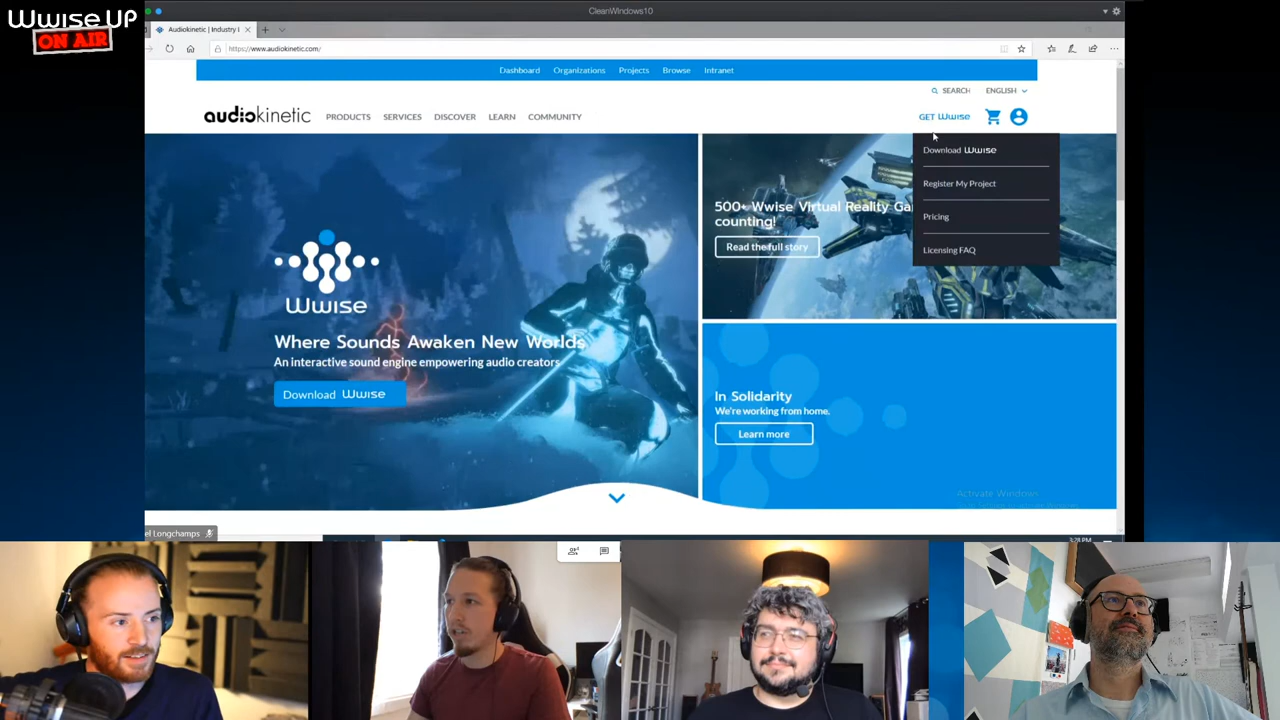 Wwise UP
ON AIR
CleanWindows10
Audiokinetic | Industry L
https://www.audiokinetic.com/
Dashboard Organizations Projects Browse Intranet
SEARCH ENGLISH
audiokinetic PRODUCTS SERVICES DISCOVER LEARN COMMUNITY GET Wwise
Download Wwise
Register My Project
Pricing
Licensing FAQ
500+ Wwise Virtual Reality Ga
counting!
Read the full story
Wwise
Where Sounds Awaken New Worlds
An interactive sound engine empowering audio creators
Download Wwise
In Solidarity
We're working from home.
Learn more
Activate Windows
el Longchamps
3:28 PM